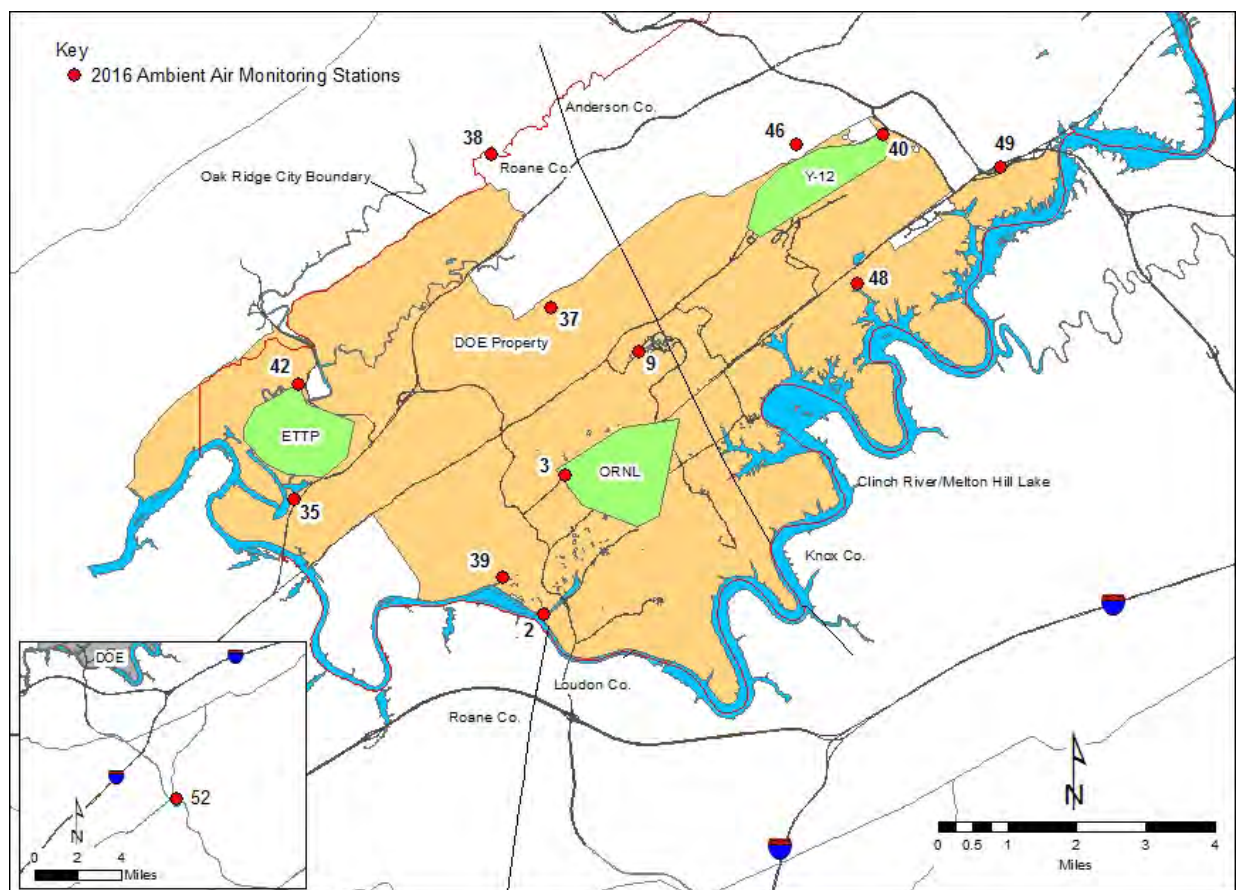 Key
2016 Ambient Air Monitoring Stations
Anderson Co.
38
46
40
49
Roane Co.
Oak Ridge City Boundary
Y-12
48
37
DOE Property
9
42
ETTP
3
ORNL
Clinch River/Melton Hill Lake
35
Knox Co.
39
2
DOE
Loudon Co.
Roane Co.
52
N
N
0 2 4
Miles
0 0.5 1 2 3 4
Miles